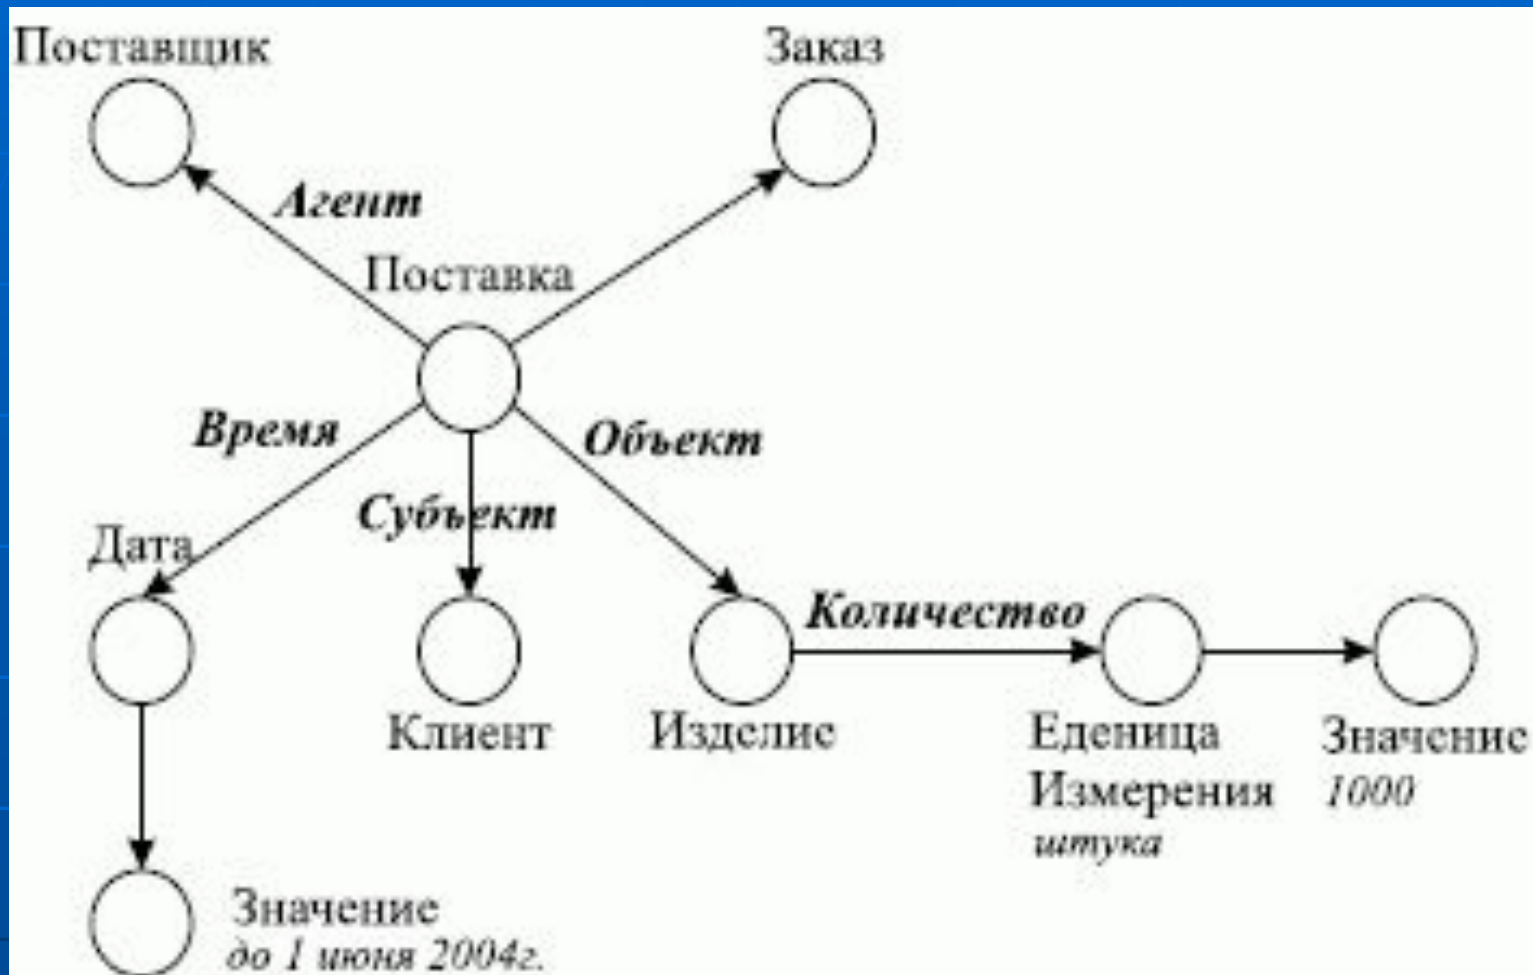 Поставщик
Заказ
Агент
Поставка
Время
Объект
Субъект
Дата
Количество
Клиент
Изделие
Еденица
Измерения
штука
Значение
1000
Значение
до 1 июня 2004г.